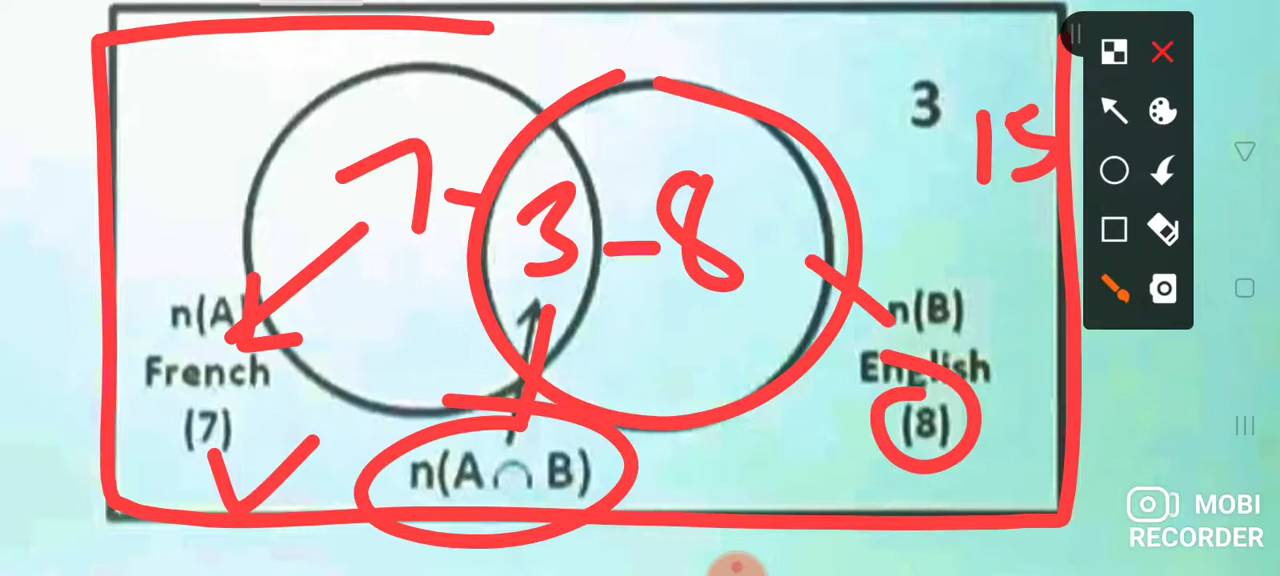 3
15
7 - 3 - 8
n(A)
French
(7)
n(B)
English
(8)
n(A ∩ B)
MOBI
RECORDER